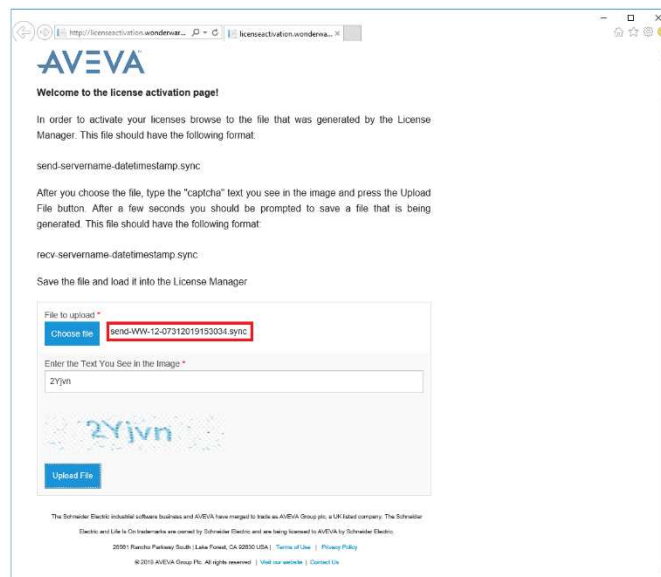 http://licenseactivation.wonderwar...
licenseactivation.wonderwa...
AVEVA
Welcome to the license activation page!
In order to activate your licenses browse to the file that was generated by the License
Manager. This file should have the following format:
send-servername-datetimestamp.sync
After you choose the file, type the "captcha" text you see in the image and press the Upload
File button. After a few seconds you should be prompted to save a file that is being
generated. This file should have the following format:
recv-servername-datetimestamp.sync
Save the file and load it into the License Manager
File to upload *
Choose file send-WW-12-07312019153034.sync
Enter the Text You See in the Image *
2Yjvn
2Yjvn
Upload File
The Schneider Electric industrial software business and AVEVA have merged to trade as AVEVA Group plc, a UK listed company. The Schneider
Electric and Life Is On trademarks are owned by Schneider Electric and are being licensed to AVEVA by Schneider Electric.
26561 Rancho Parkway South | Lake Forest, CA 92630 USA | Terms of Use | Privacy Policy
© 2019 AVEVA Group Plc. All rights reserved. | Visit our website | Contact Us